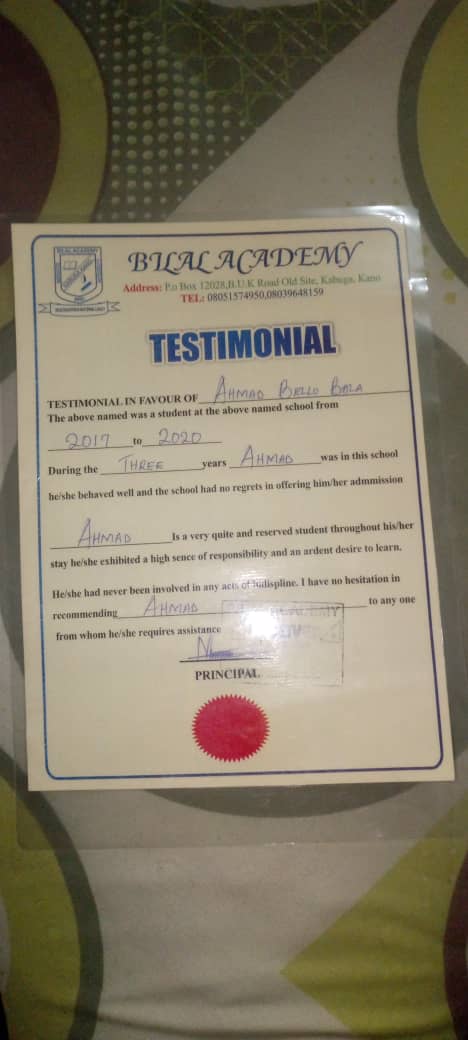 BILAL ACADEMY
BILAL ACADEMY
Address: P.o Box 12028,B.U.K Road Old Site, Kabuga, Kano
TEL: 08051574950,08039648159
TESTIMONIAL
TESTIMONIAL IN FAVOUR OF AHMAD BELLO BALA
The above named was a student at the above named school from
2017 to 2020
During the THREE years AHMAD was in this school
he/she behaved well and the school had no regrets in offering him/her admmission
AHMAD Is a very quite and reserved student throughout his/her
stay he/she exhibited a high sence of responsibility and an ardent desire to learn.
He/she had never been involved in any acts of indispline. I have no hesitation in
recommending AHMAD to any one
from whom he/she requires assistance
PRINCIPAL